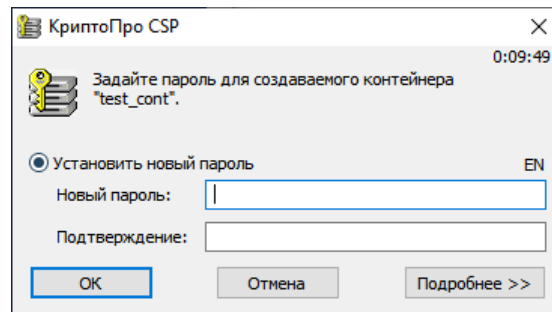 КриптоПро CSP
0:09:49
Задайте пароль для создаваемого контейнера
"test_cont".
Установить новый пароль EN
Новый пароль:
Подтверждение:
ОК Отмена Подробнее >>